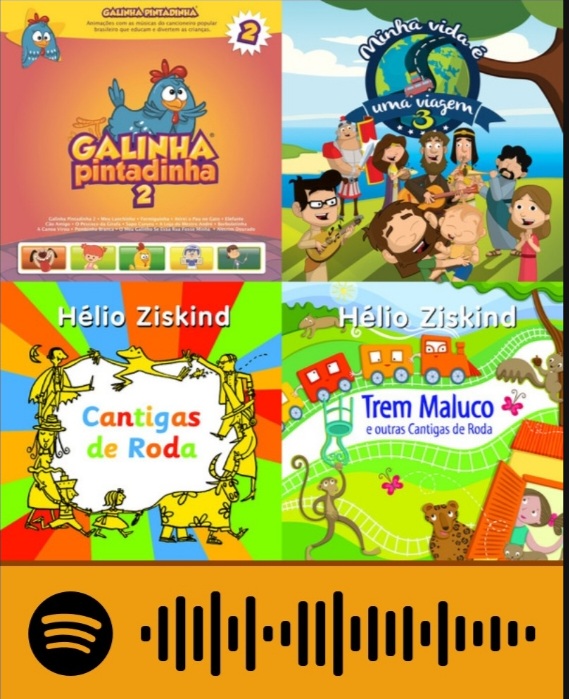 GALINHA PINTADINHA
Animações com as músicas do cancioneiro popular
brasileiro que educam e divertem as crianças.
2
GALINHA
pintadinha
2
Minha vida é
uma viagem
3
Hélio Ziskind
Cantigas
de Roda
Hélio Ziskind
Trem Maluco
e outras Cantigas de Roda